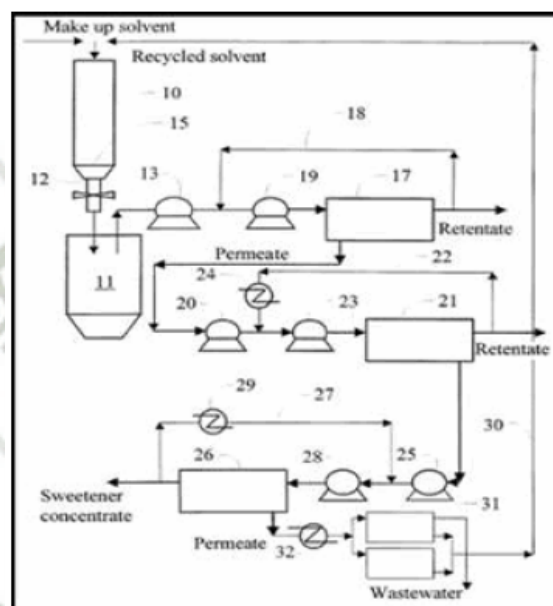 Make up solvent
Recycled solvent
10
15
18
12
13
19
17
Retentate
11
Permeate
22
24
20
23
21
Retentate
29
27
30
26
28
25
Sweetener
concentrate
31
Permeate
32
Wastewater